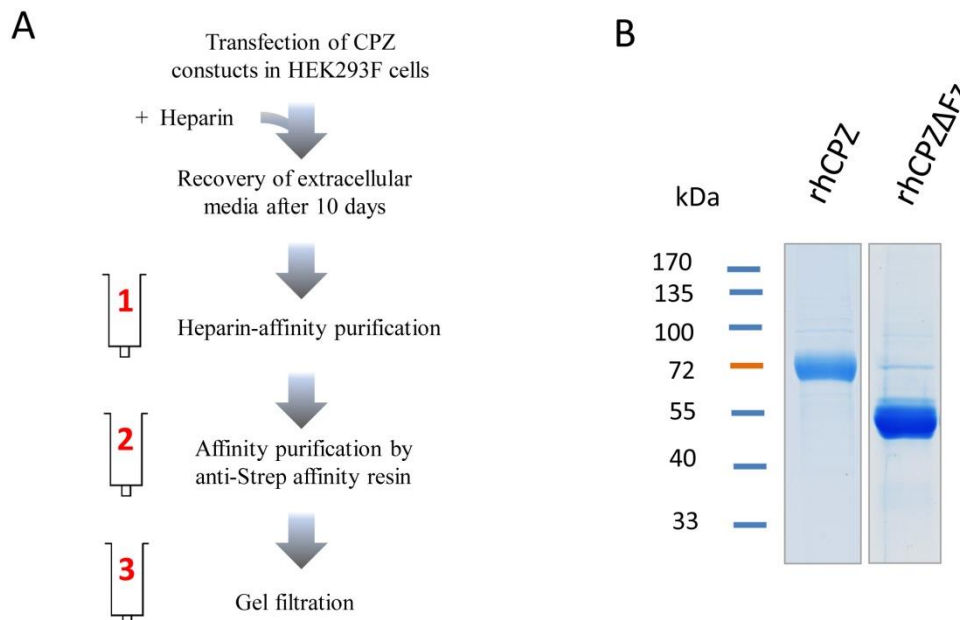 A
Transfection of CPZ
constucts in HEK293F cells
+ Heparin
Recovery of extracellular
media after 10 days
1
Heparin-affinity purification
2
Affinity purification by
anti-Strep affinity resin
3
Gel filtration
B
kDa
rhCPZ
rhCPZΔFz
170
135
100
72
55
40
33